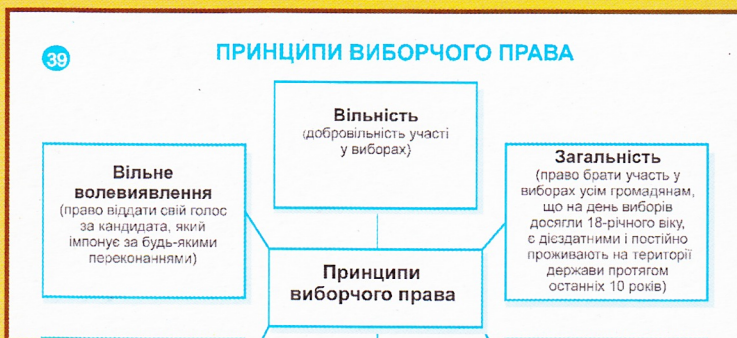 39
ПРИНЦИПИ ВИБОРЧОГО ПРАВА
Вільність
(добровільність участі
у виборах)
Вільне
волевиявлення
(право віддати свій голос
за кандидата, який
імпонує за будь-якими
переконаннями)
Загальність
(право брати участь у
виборах усім громадянам,
що на день виборів
досягли 18-річного віку,
є дієздатними і постійно
проживають на території
держави протягом
останніх 10 років)
Принципи
виборчого права